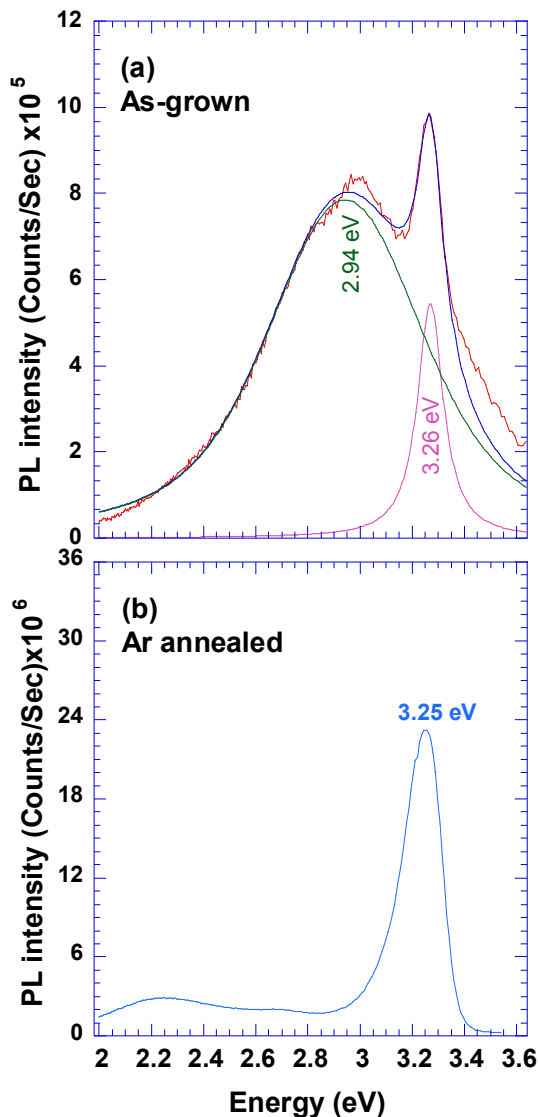 12
10
8
6
4
2
0
PL intensity (Counts/Sec) x10 5
(a)
As-grown
2.94 eV
3.26 eV
36
30
24
18
12
6
0
PL intensity (Counts/Sec)x10 6
(b)
Ar annealed
3.25 eV
2 2.2 2.4 2.6 2.8 3 3.2 3.4 3.6
Energy (eV)